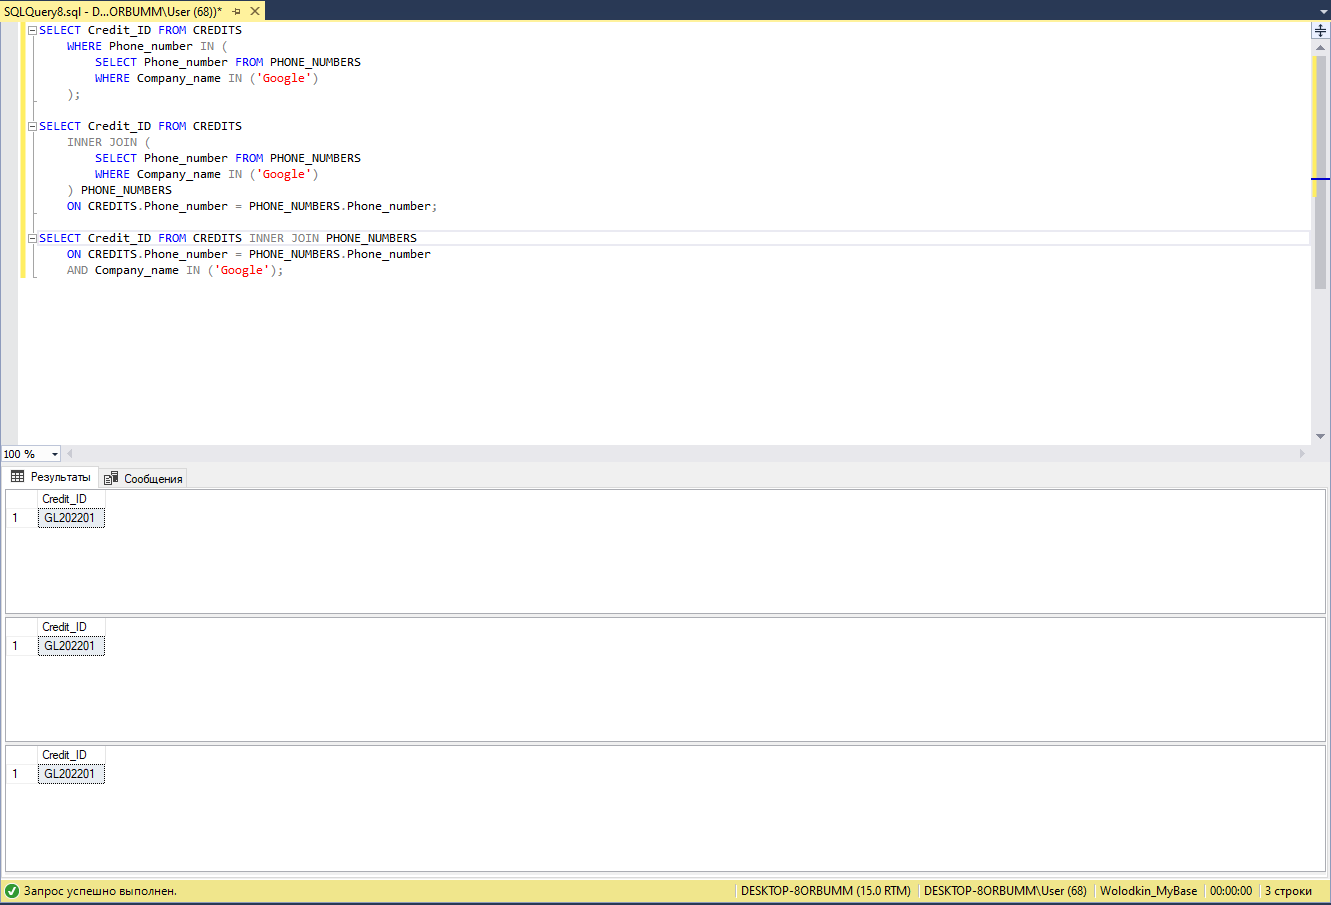 SQLQuery8.sql - D...ORBUMM\User (68))*
SELECT Credit_ID FROM CREDITS
WHERE Phone_number IN (
SELECT Phone_number FROM PHONE_NUMBERS
WHERE Company_name IN ('Google')
);
SELECT Credit_ID FROM CREDITS
INNER JOIN (
SELECT Phone_number FROM PHONE_NUMBERS
WHERE Company_name IN ('Google')
) PHONE_NUMBERS
ON CREDITS.Phone_number = PHONE_NUMBERS.Phone_number;
SELECT Credit_ID FROM CREDITS INNER JOIN PHONE_NUMBERS
ON CREDITS.Phone_number = PHONE_NUMBERS.Phone_number
AND Company_name IN ('Google');
100 %
Результаты Сообщения
Credit_ID
1 GL202201
Credit_ID
1 GL202201
Credit_ID
1 GL202201
Запрос успешно выполнен. DESKTOP-8ORBUMM (15.0 RTM) DESKTOP-8ORBUMM\User (68) Wolodkin_MyBase 00:00:00 3 строки